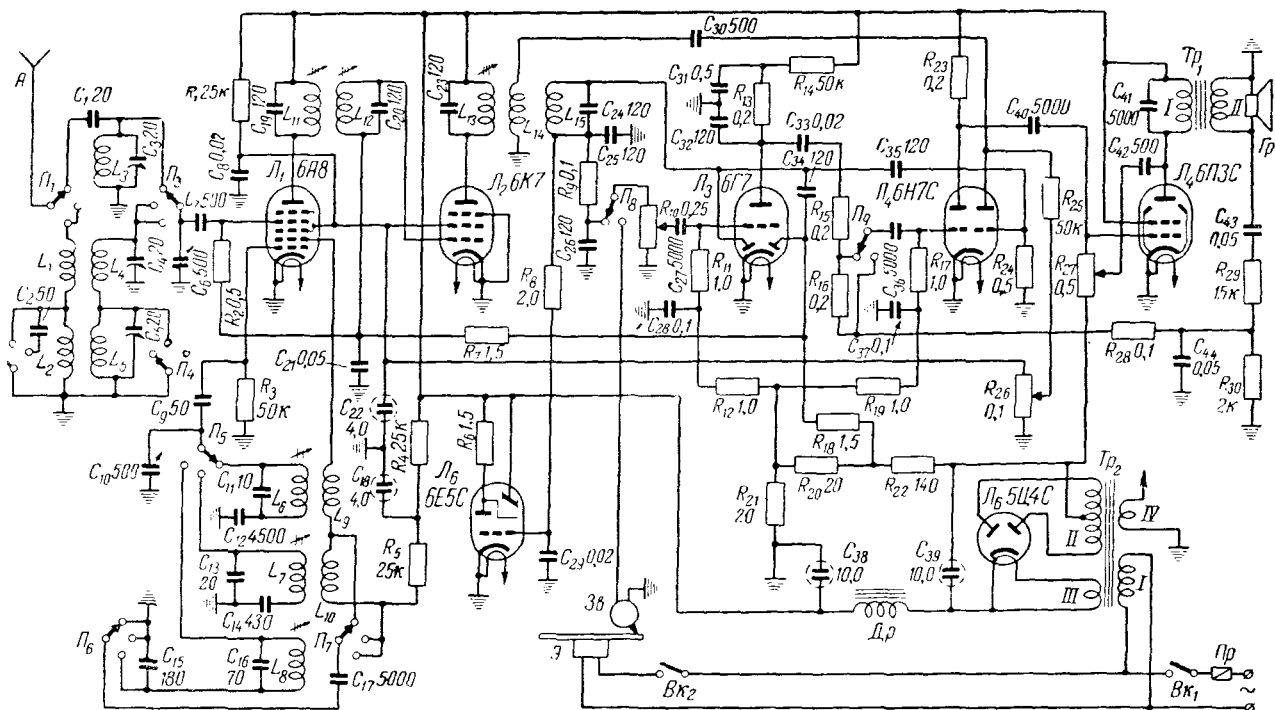 A
C₁ 20
L₃
C₃ 20
П₁
П₃
L₁
L₄
C₄ 20
C₂ 50
L₂
L₅
C₅ 20
П₄
C₇ 500
C₆ 500
R₂ 0,5
R₁ 25к
C₈ 0,02
C₁₉ 120
L₁₁
Л₁ 6А8
L₁₂
C₂₀ 120
C₂₃ 120
L₁₃
Л₂ 6К7
L₁₄
L₁₅
C₂₄ 120
C₂₅ 120
R₉ 0,1
C₂₆ 120
П₈
R₁₀ 0,25
R₈
2,0
C₃₀ 500
C₃₁ 0,5
R₁₃
0,2
R₁₄ 50к
C₃₂ 120
C₃₃ 0,02
C₃₄ 120
Л₃
6Г7
C₂₇ 5000
R₁₁
1,0
C₂₈ 0,1
R₁₅
0,2
R₁₆
0,2
П₉
C₃₅ 120
Л₄ 6Н7С
C₃₆ 5000
R₁₇
1,0
C₃₇ 0,1
R₂₃
0,2
R₂₄
0,5
R₂₅
50к
C₄₀ 5000
C₄₁
5000
C₄₂ 500
Тр₁
I
II
Гр
Л₄ 6П3С
R₂₇
0,5
C₄₃
0,05
R₂₉
15к
R₂₈ 0,1
C₄₄
0,05
R₃₀
2к
R₇ 1,5
C₂₁ 0,05
R₃
50к
C₉ 50
C₁₀ 500
П₅
C₁₁ 10
L₆
C₁₂ 4500
C₁₃
20
L₇
C₁₄ 430
П₆
C₁₅
180
C₁₆
70
L₈
L₉
L₁₀
П₇
C₁₇ 5000
C₂₂
4,0
C₁₈
4,0
R₄ 25к
R₅
25к
R₆ 1,5
Л₆
6Е5С
C₂₉ 0,02
R₁₂ 1,0
R₁₉ 1,0
R₁₈ 1,5
R₂₀ 20
R₂₂ 140
R₂₁
20
R₂₆
0,1
C₃₈
10,0
C₃₉
10,0
Л₆ 5Ц4С
Тр₂
II
III
IV
I
Др
Зв
Э
Вк₂
Вк₁
Пр
~